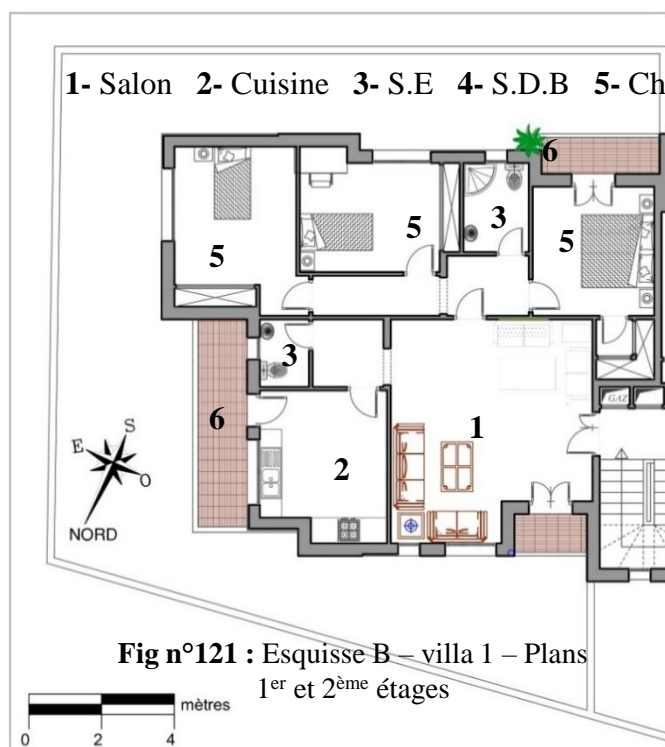 1- Salon 2- Cuisine 3- S.E 4- S.D.B 5- Ch
6
5
5
3
5
3
6
1
2
GAZ
S
E
O
NORD
Fig n°121 : Esquisse B – villa 1 – Plans
1er et 2ème étages
mètres
0 2 4